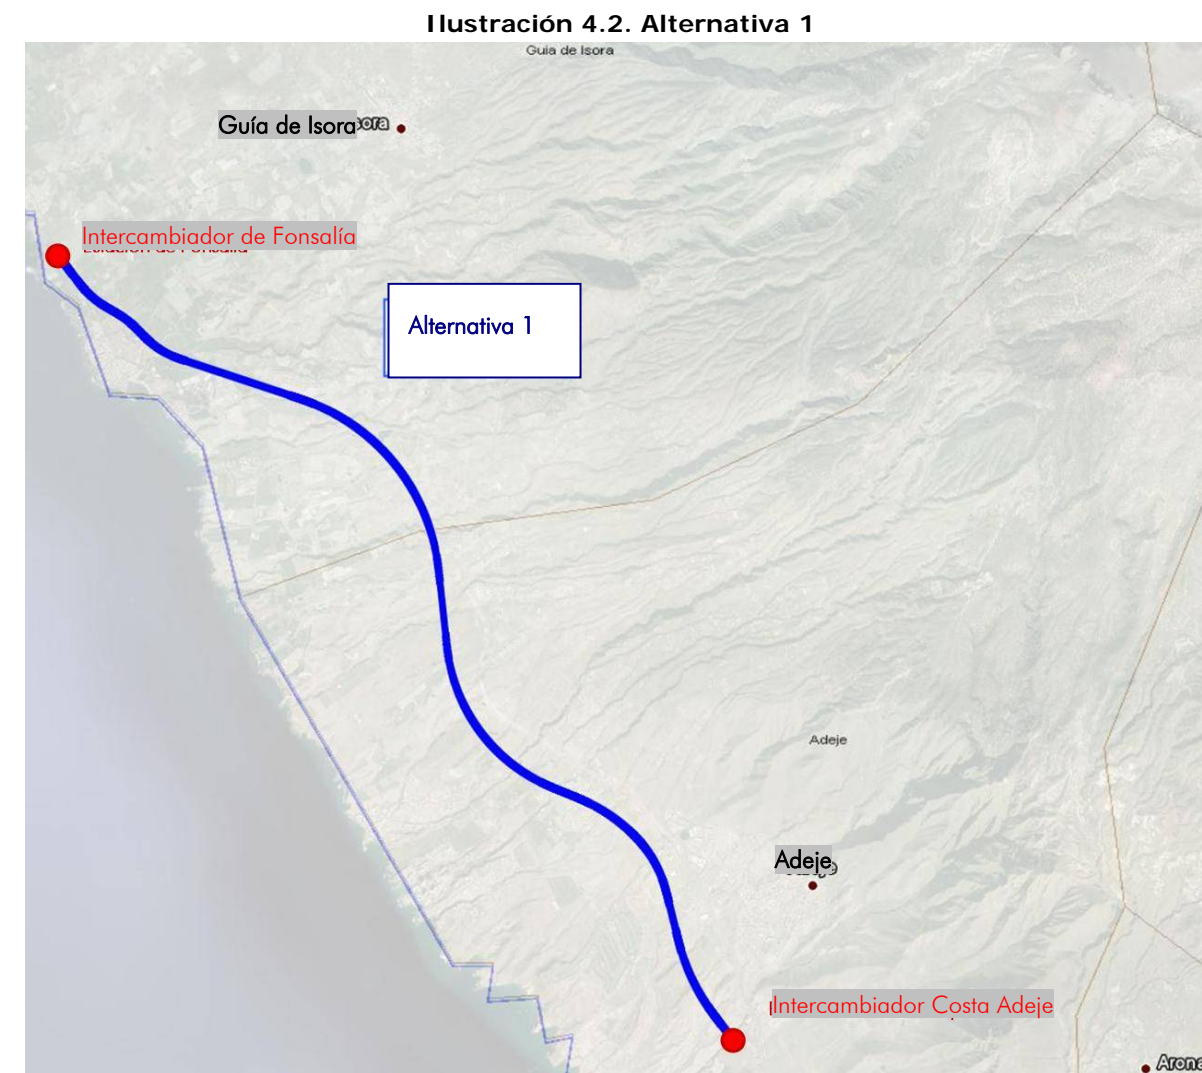 Ilustración 4.2. Alternativa 1
Guia de Isora
Guía de Isora
Intercambiador de Fonsalía
Alternativa 1
Adeje
Adeje
Intercambiador Costa Adeje
Arona